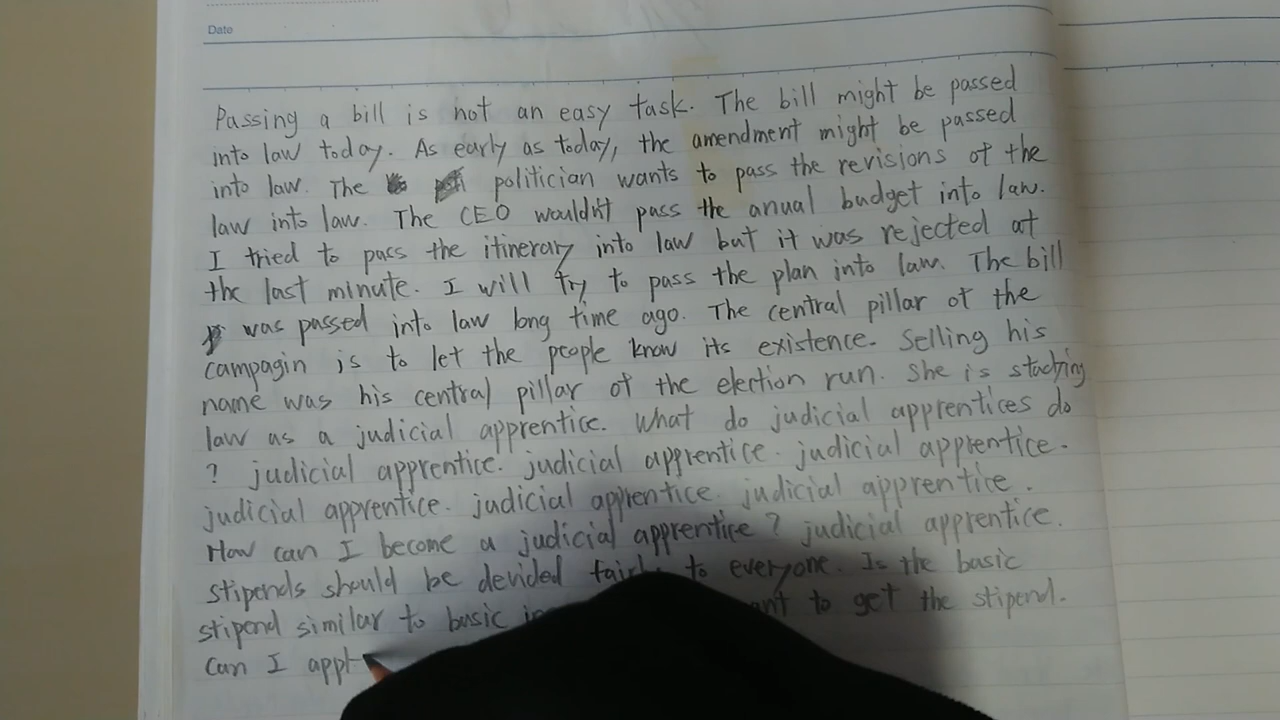 Date
Passing a bill is not an easy task. The bill might be passed
into law today. As early as today, the amendment might be passed
into law. The politician wants to pass the revisions of the
law into law. The CEO wouldn't pass the anual budget into law.
I tried to pass the itinerary into law but it was rejected at
the last minute. I will try to pass the plan into law. The bill
was passed into law long time ago. The central pillar of the
campagin is to let the people know its existence. Selling his
name was his central pillar of the election run. She is studying
law as a judicial apprentice. What do judicial apprentices do
? judicial apprentice. judicial apprentice. judicial apprentice.
judicial apprentice. judicial apprentice. judicial apprentice.
How can I become a judicial apprentice? judicial apprentice.
stipends should be devided to everyone. Is the basic
stipend similar to basic to get the stipend.
Can I